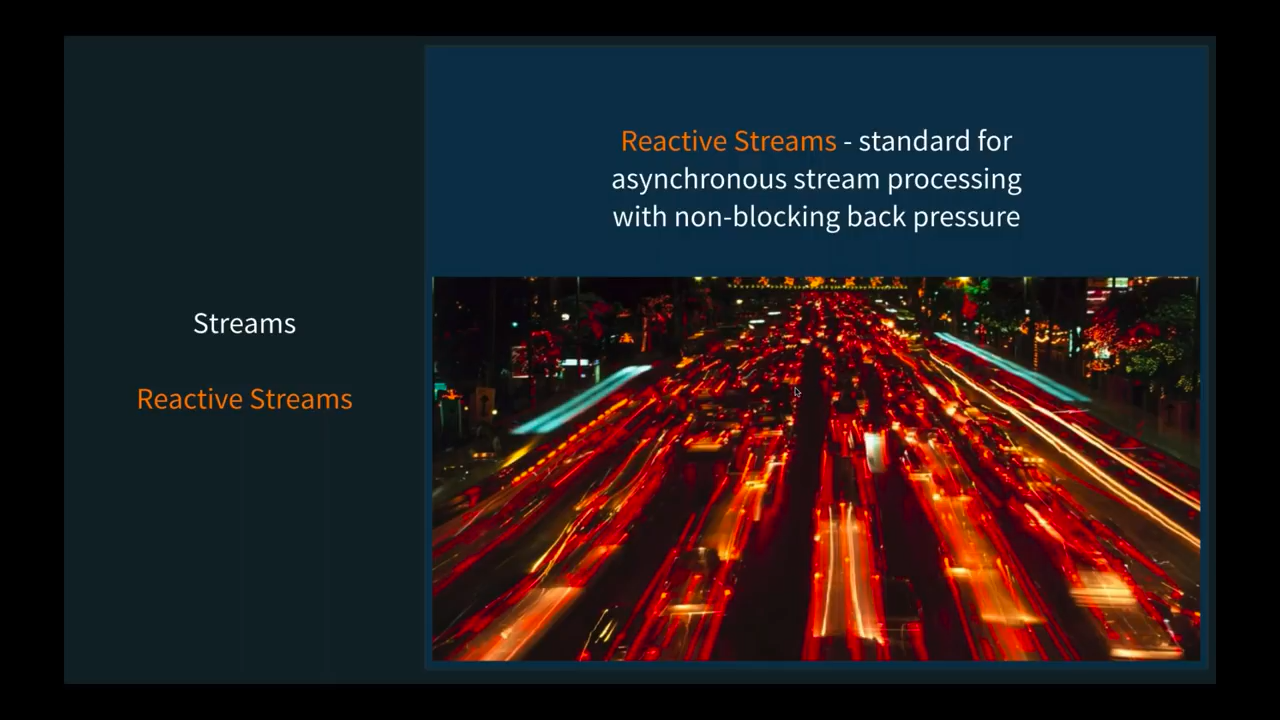 Streams
Reactive Streams
Reactive Streams - standard for
asynchronous stream processing
with non-blocking back pressure